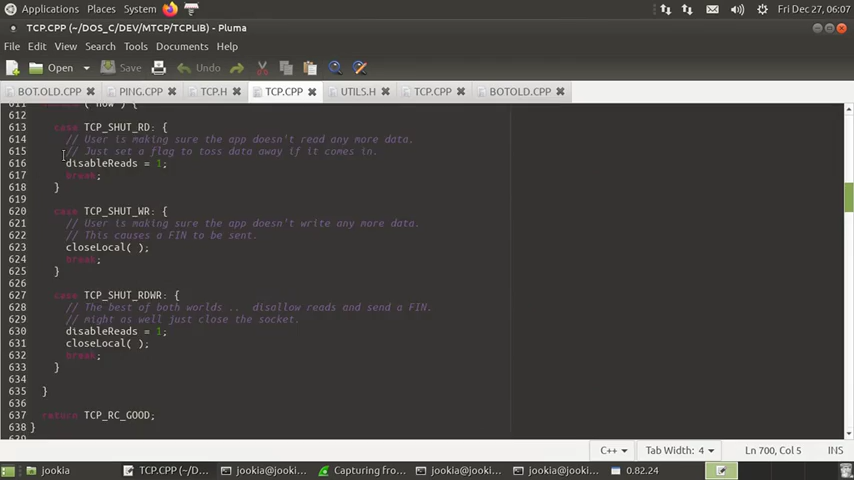 Applications Places System Fri Dec 27, 06:07
TCP.CPP (~/DOS_C/DEV/MTCP/TCPLIB) - Pluma
File Edit View Search Tools Documents Help
Open Save Undo
BOT.OLD.CPP PING.CPP TCP.H TCP.CPP UTILS.H TCP.CPP BOTOLD.CPP
611 ( how ) {
612
613 case TCP_SHUT_RD: {
614 // User is making sure the app doesn't read any more data.
615 // Just set a flag to toss data away if it comes in.
616 disableReads = 1;
617 break;
618 }
619
620 case TCP_SHUT_WR: {
621 // User is making sure the app doesn't write any more data.
622 // This causes a FIN to be sent.
623 closeLocal( );
624 break;
625 }
626
627 case TCP_SHUT_RDWR: {
628 // The best of both worlds .. disallow reads and send a FIN.
629 // might as well just close the socket.
630 disableReads = 1;
631 closeLocal( );
632 break;
633 }
634
635 }
636
637 return TCP_RC_GOOD;
638 }
639
C++ Tab Width: 4 Ln 700, Col 5 INS
jookia TCP.CPP (~/D... jookia@jooki... Capturing fro... jookia@jooki... jookia@jooki... 0.82.24